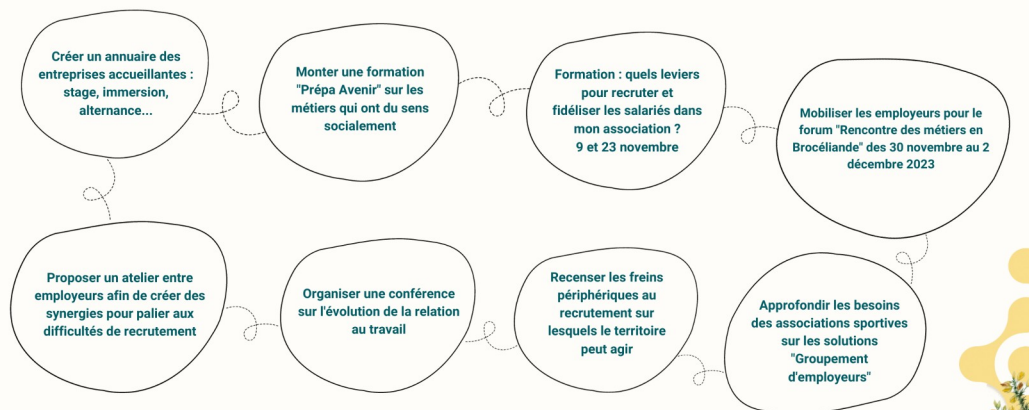 Créer un annuaire des
entreprises accueillantes :
stage, immersion,
alternance...
Monter une formation
"Prépa Avenir" sur les
métiers qui ont du sens
socialement
Formation : quels leviers
pour recruter et
fidéliser les salariés dans
mon association ?
9 et 23 novembre
Mobiliser les employeurs pour le
forum "Rencontre des métiers en
Brocéliande" des 30 novembre au 2
décembre 2023
Proposer un atelier entre
employeurs afin de créer des
synergies pour palier aux
difficultés de recrutement
Organiser une conférence
sur l'évolution de la relation
au travail
Recenser les freins
périphériques au
recrutement sur
lesquels le territoire
peut agir
Approfondir les besoins
des associations sportives
sur les solutions
"Groupement
d'employeurs"